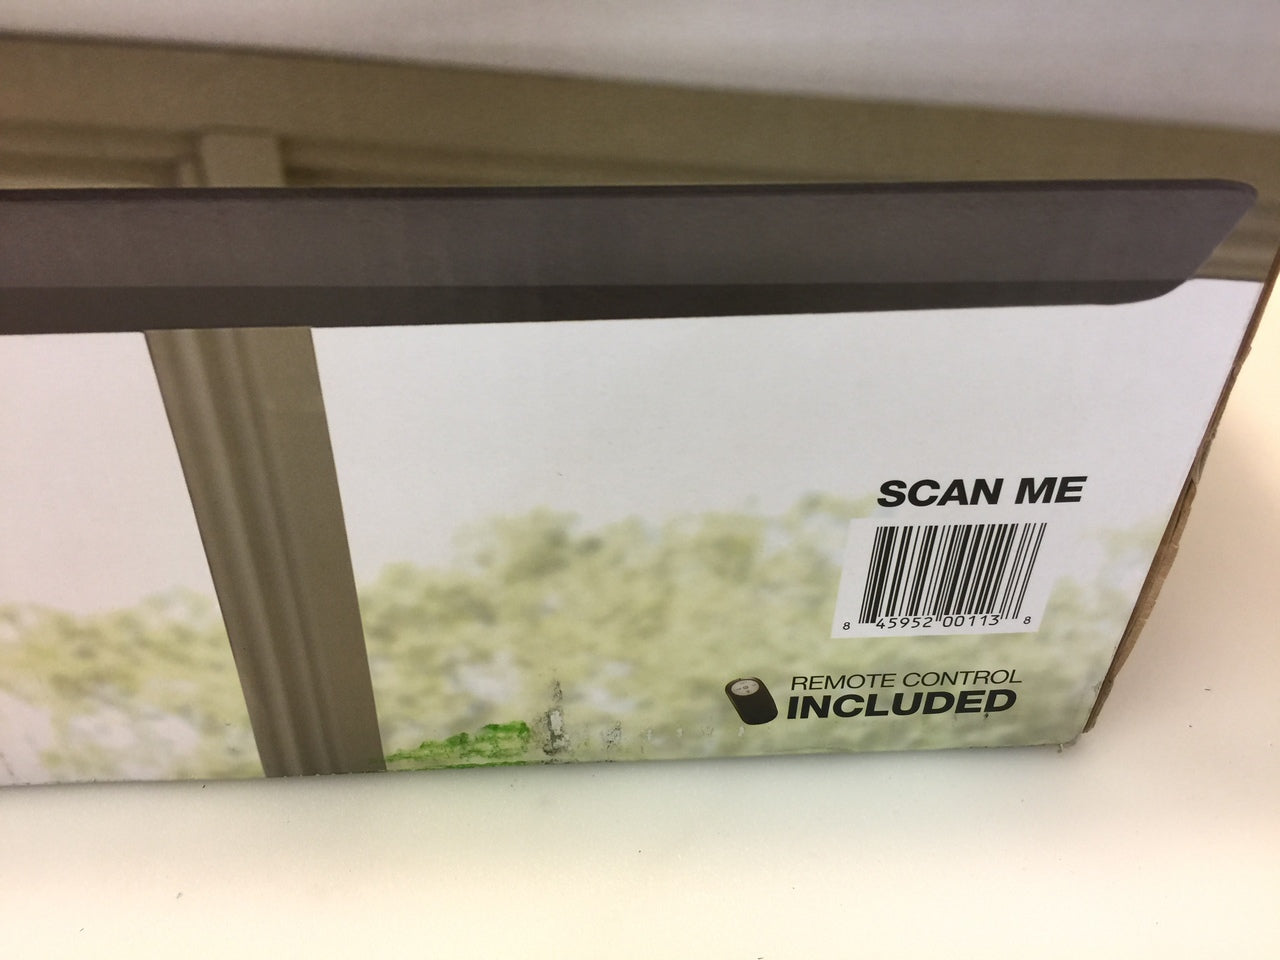 SCAN ME
8 45952 00113 8
REMOTE CONTROL
INCLUDED